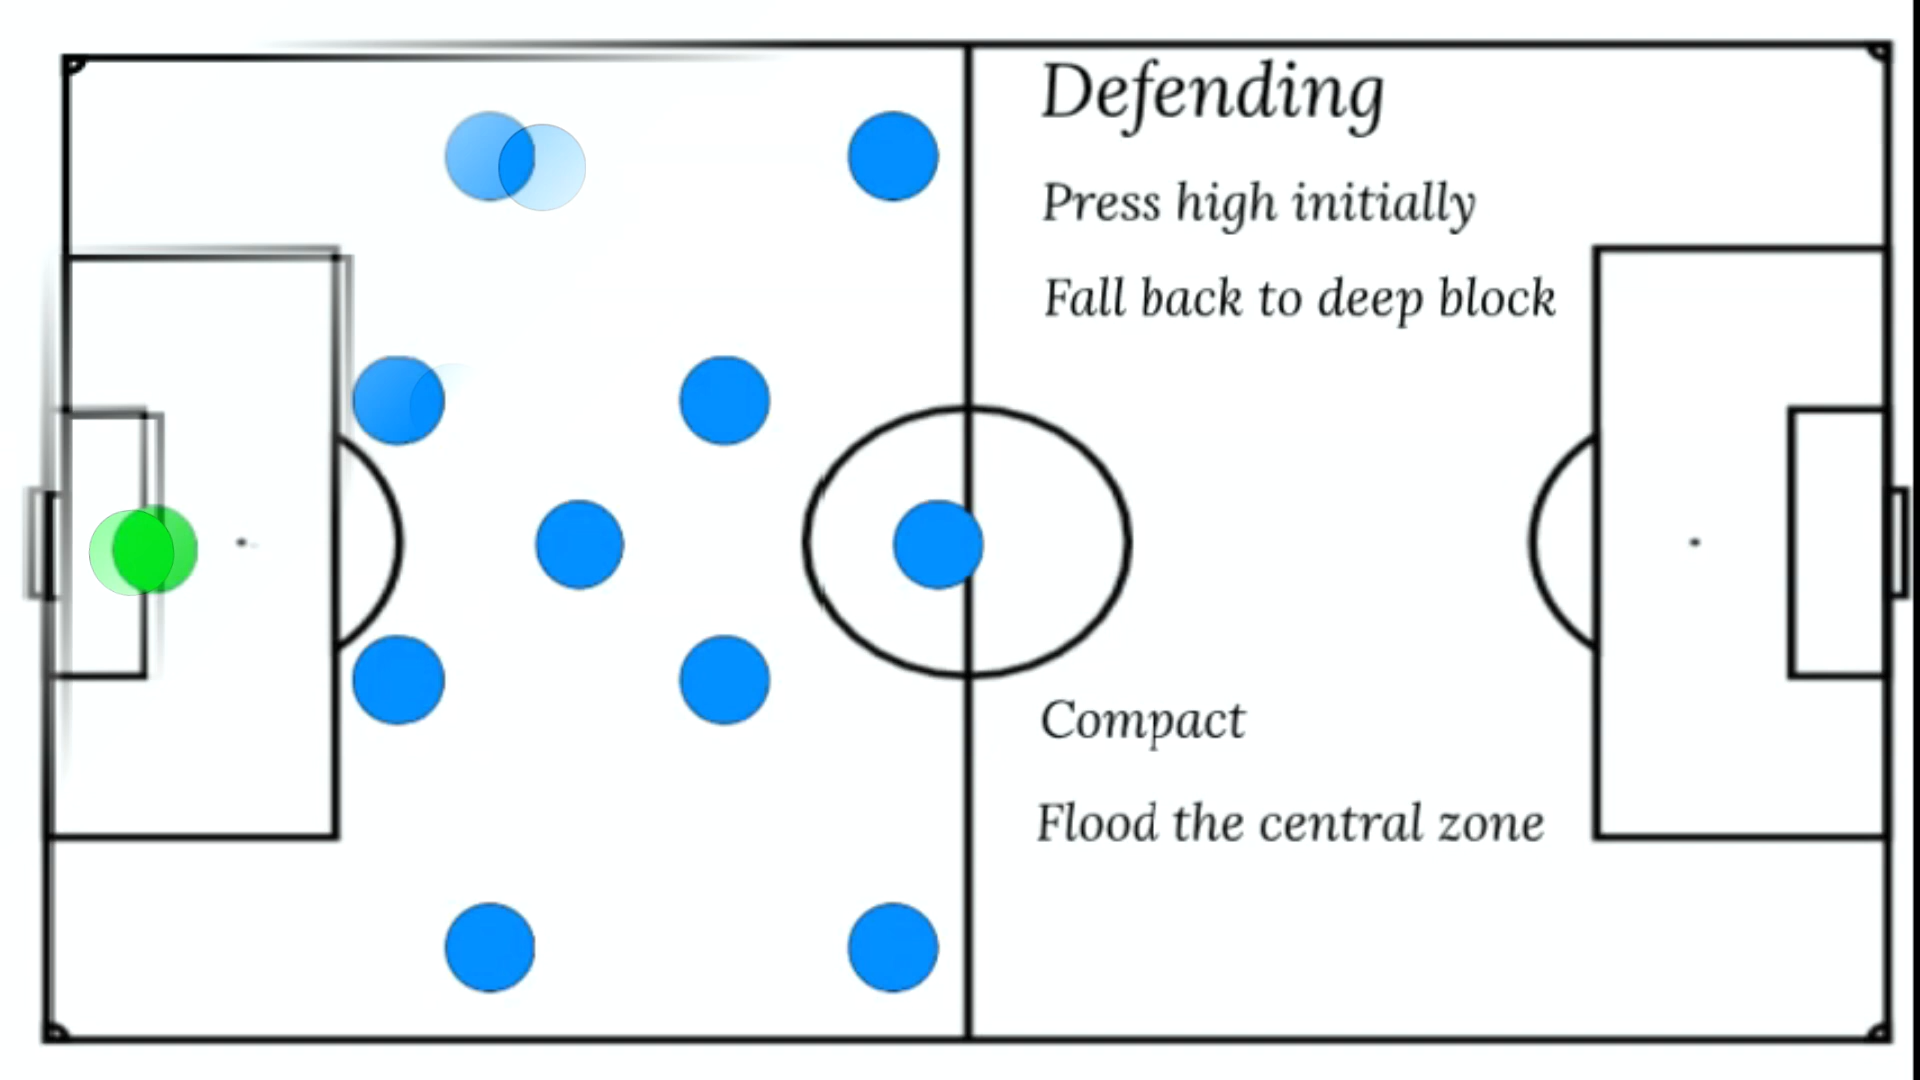 Defending
Press high initially
Fall back to deep block
Compact
Flood the central zone